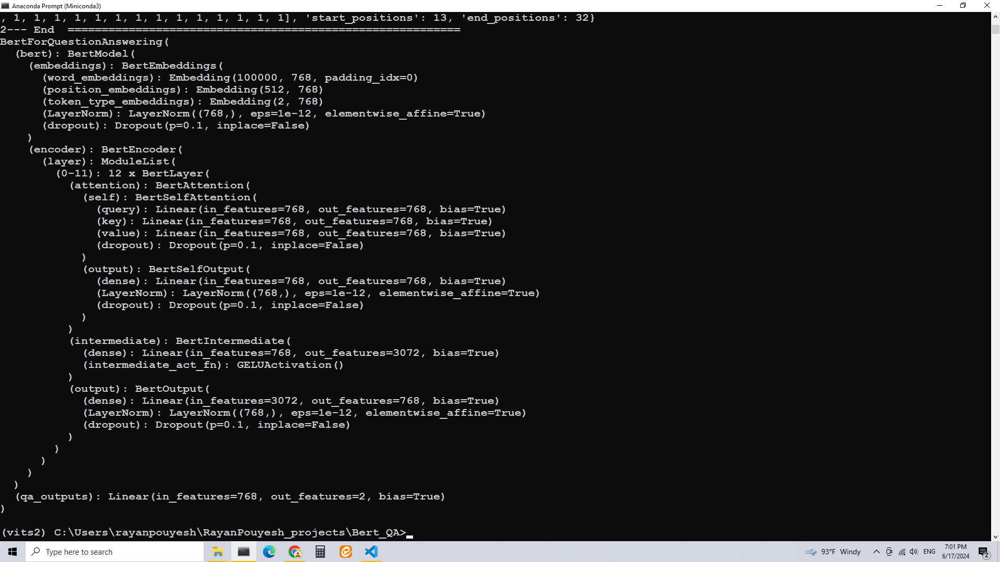 Anaconda Prompt (Miniconda3)
, 1, 1, 1, 1, 1, 1, 1, 1, 1, 1, 1, 1, 1, 1], 'start_positions': 13, 'end_positions': 32}
2--- End  ==========================================================
BertForQuestionAnswering(
  (bert): BertModel(
    (embeddings): BertEmbeddings(
      (word_embeddings): Embedding(100000, 768, padding_idx=0)
      (position_embeddings): Embedding(512, 768)
      (token_type_embeddings): Embedding(2, 768)
      (LayerNorm): LayerNorm((768,), eps=1e-12, elementwise_affine=True)
      (dropout): Dropout(p=0.1, inplace=False)
    )
    (encoder): BertEncoder(
      (layer): ModuleList(
        (0-11): 12 x BertLayer(
          (attention): BertAttention(
            (self): BertSelfAttention(
              (query): Linear(in_features=768, out_features=768, bias=True)
              (key): Linear(in_features=768, out_features=768, bias=True)
              (value): Linear(in_features=768, out_features=768, bias=True)
              (dropout): Dropout(p=0.1, inplace=False)
            )
            (output): BertSelfOutput(
              (dense): Linear(in_features=768, out_features=768, bias=True)
              (LayerNorm): LayerNorm((768,), eps=1e-12, elementwise_affine=True)
              (dropout): Dropout(p=0.1, inplace=False)
            )
          )
          (intermediate): BertIntermediate(
            (dense): Linear(in_features=768, out_features=3072, bias=True)
            (intermediate_act_fn): GELUActivation()
          )
          (output): BertOutput(
            (dense): Linear(in_features=3072, out_features=768, bias=True)
            (LayerNorm): LayerNorm((768,), eps=1e-12, elementwise_affine=True)
            (dropout): Dropout(p=0.1, inplace=False)
          )
        )
      )
    )
  )
  (qa_outputs): Linear(in_features=768, out_features=2, bias=True)
)
(vits2) C:\Users\rayanpouyesh\RayanPouyesh_projects\Bert_QA>
Type here to search
93°F Windy
ENG
7:01 PM
6/17/2024
2